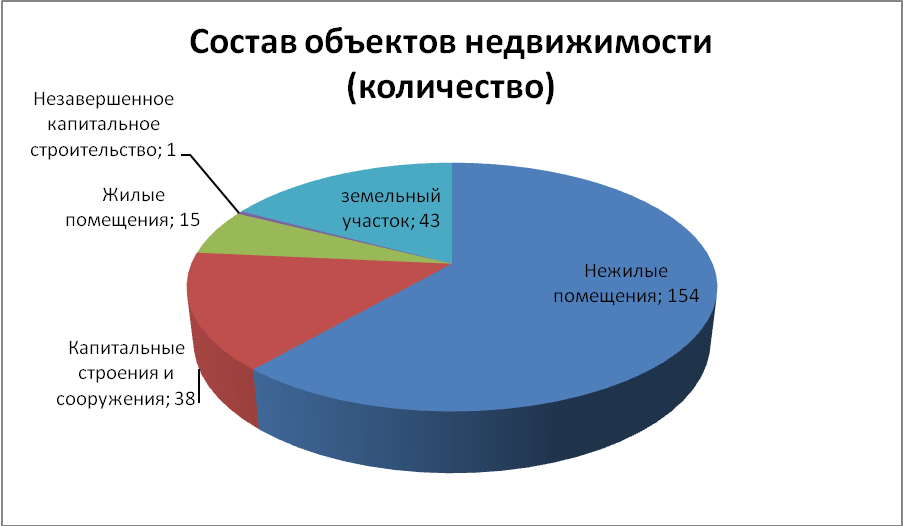 Состав объектов недвижимости
(количество)
Незавершенное
капитальное
строительство; 1
Жилые
помещения; 15
земельный
участок; 43
Нежилые
помещения; 154
Капитальные
строения и
сооружения; 38